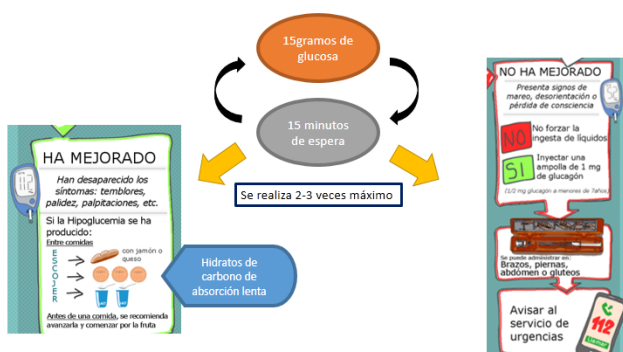 15gramos de
glucosa
15 minutos
de espera
Se realiza 2-3 veces máximo
HA MEJORADO
Han desaparecido los
síntomas: temblores,
palidez, palpitaciones, etc.
Si la Hipoglucemia se ha
producido:
Entre comidas
ESCOJER
con jamón o
queso
Antes de una comida, se recomienda
avanzarla y comenzar por la fruta
Hidratos de
carbono de
absorción lenta
NO HA MEJORADO
Presenta signos de
mareo, desorientación o
pérdida de consciencia
NO
No forzar la
ingesta de líquidos
SI
Inyectar una
ampolla de 1 mg
de glucagón
(1/2 mg glucagón a menores de 7años)
Se puede administrar en:
Brazos, piernas,
abdómen o glúteos
Avisar al
servicio de
urgencias
112